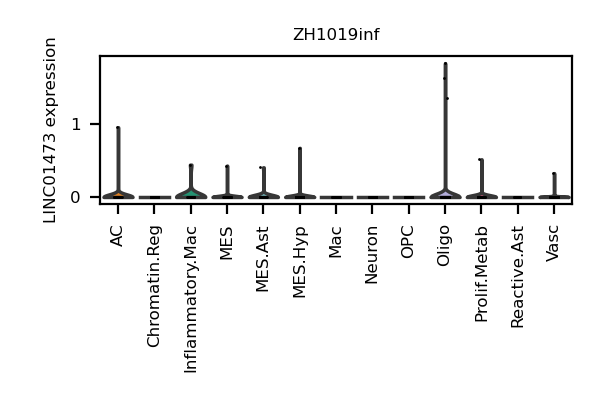 ZH1019inf
LINC01473 expression
1
0
AC
Chromatin.Reg
Inflammatory.Mac
MES
MES.Ast
MES.Hyp
Mac
Neuron
OPC
Oligo
Prolif.Metab
Reactive.Ast
Vasc